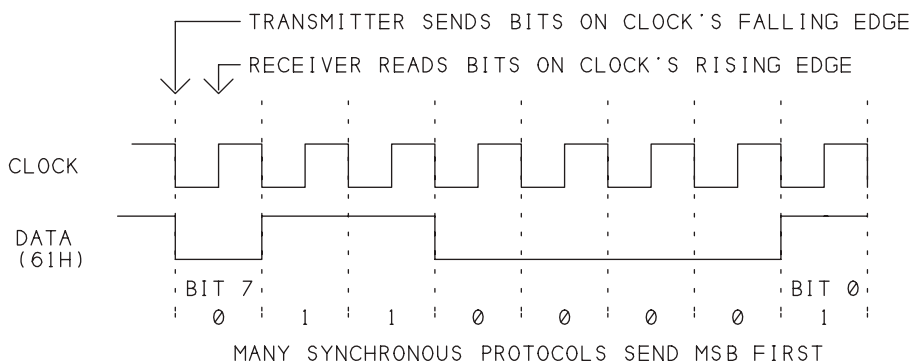 TRANSMITTER SENDS BITS ON CLOCK'S FALLING EDGE
RECEIVER READS BITS ON CLOCK'S RISING EDGE
CLOCK
DATA
(61H)
BIT 7 BIT 0
0 1 1 0 0 0 0 1
MANY SYNCHRONOUS PROTOCOLS SEND MSB FIRST